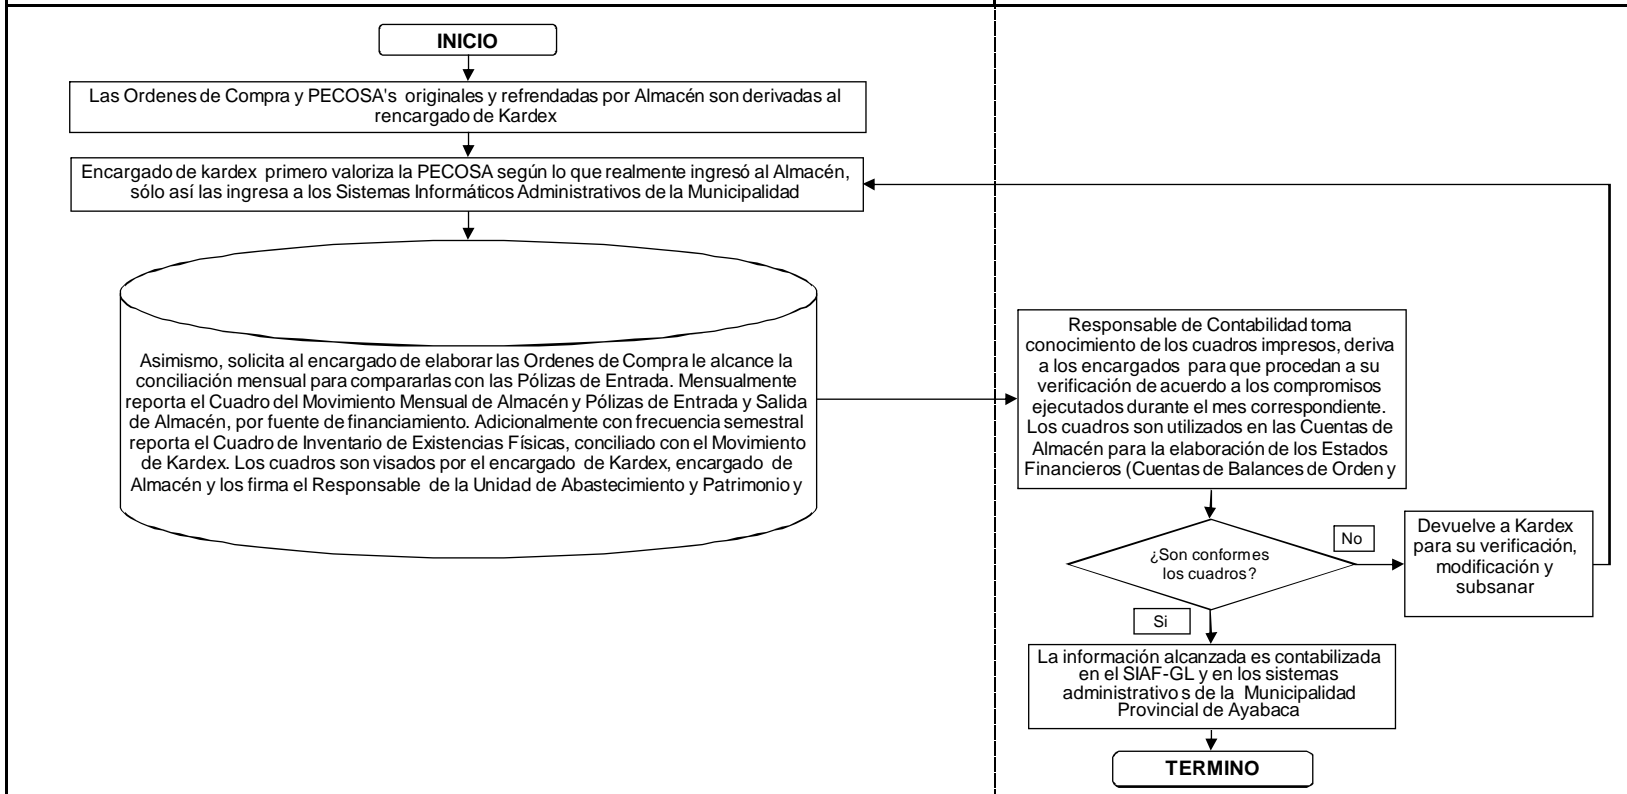 INICIO
Las Ordenes de Compra y PECOSA's originales y refrendadas por Almacén son derivadas al
rencargado de Kardex
Encargado de kardex primero valoriza la PECOSA según lo que realmente ingresó al Almacén,
sólo así las ingresa a los Sistemas Informáticos Administrativos de la Municipalidad
Asimismo, solicita al encargado de elaborar las Ordenes de Compra le alcance la
conciliación mensual para compararlas con las Pólizas de Entrada. Mensualmente
reporta el Cuadro del Movimiento Mensual de Almacén y Pólizas de Entrada y Salida
de Almacén, por fuente de financiamiento. Adicionalmente con frecuencia semestral
reporta el Cuadro de Inventario de Existencias Físicas, conciliado con el Movimiento
de Kardex. Los cuadros son visados por el encargado de Kardex, encargado de
Almacén y los firma el Responsable de la Unidad de Abastecimiento y Patrimonio y
Responsable de Contabilidad toma
conocimiento de los cuadros impresos, deriva
a los encargados para que procedan a su
verificación de acuerdo a los compromisos
ejecutados durante el mes correspondiente.
Los cuadros son utilizados en las Cuentas de
Almacén para la elaboración de los Estados
Financieros (Cuentas de Balances de Orden y
¿Son conformes
los cuadros?
No
Devuelve a Kardex
para su verificación,
modificación y
subsanar
Si
La información alcanzada es contabilizada
en el SIAF-GL y en los sistemas
administrativos de la Municipalidad
Provincial de Ayabaca
TERMINO